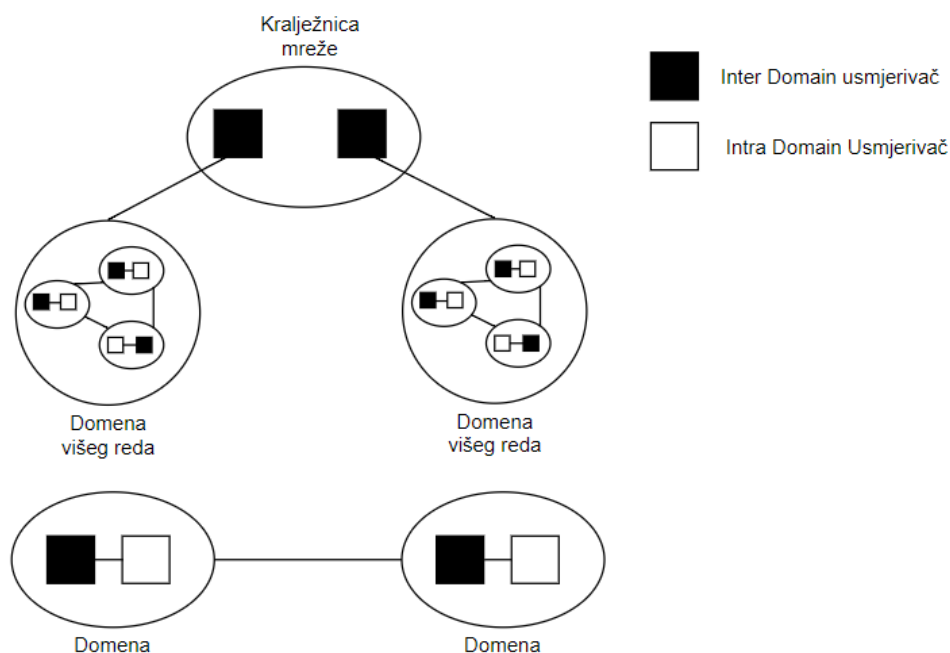 Kralježnica
mreže
Inter Domain usmjerivač
Intra Domain Usmjerivač
Domena
višeg reda
Domena
višeg reda
Domena
Domena